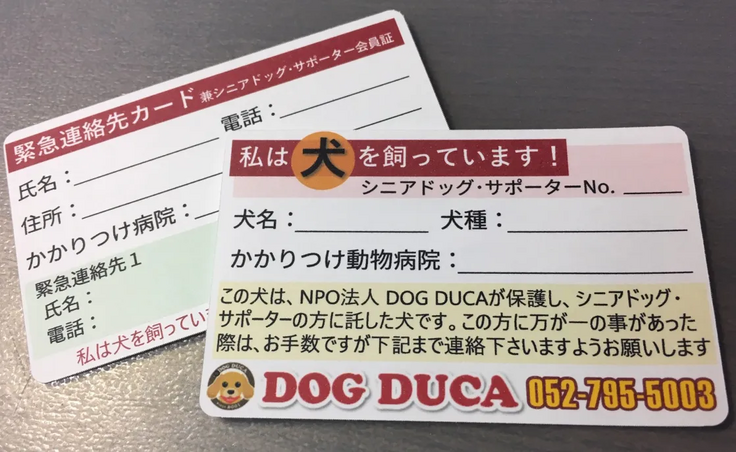 緊急連絡先カード 兼シニアドッグ・サポーター会員証
氏名：
電話：
住所：
かかりつけ病院：
緊急連絡先１
氏名：
電話：
私は犬を飼ってい
私は犬を飼っています！
シニアドッグ・サポーターNo.
犬名： 犬種：
かかりつけ動物病院：
この犬は、NPO法人 DOG DUCAが保護し、シニアドッグ・
サポーターの方に託した犬です。この方に万が一の事があった
際は、お手数ですが下記まで連絡下さいますようお願いします
DOG DUCA 052-795-5003